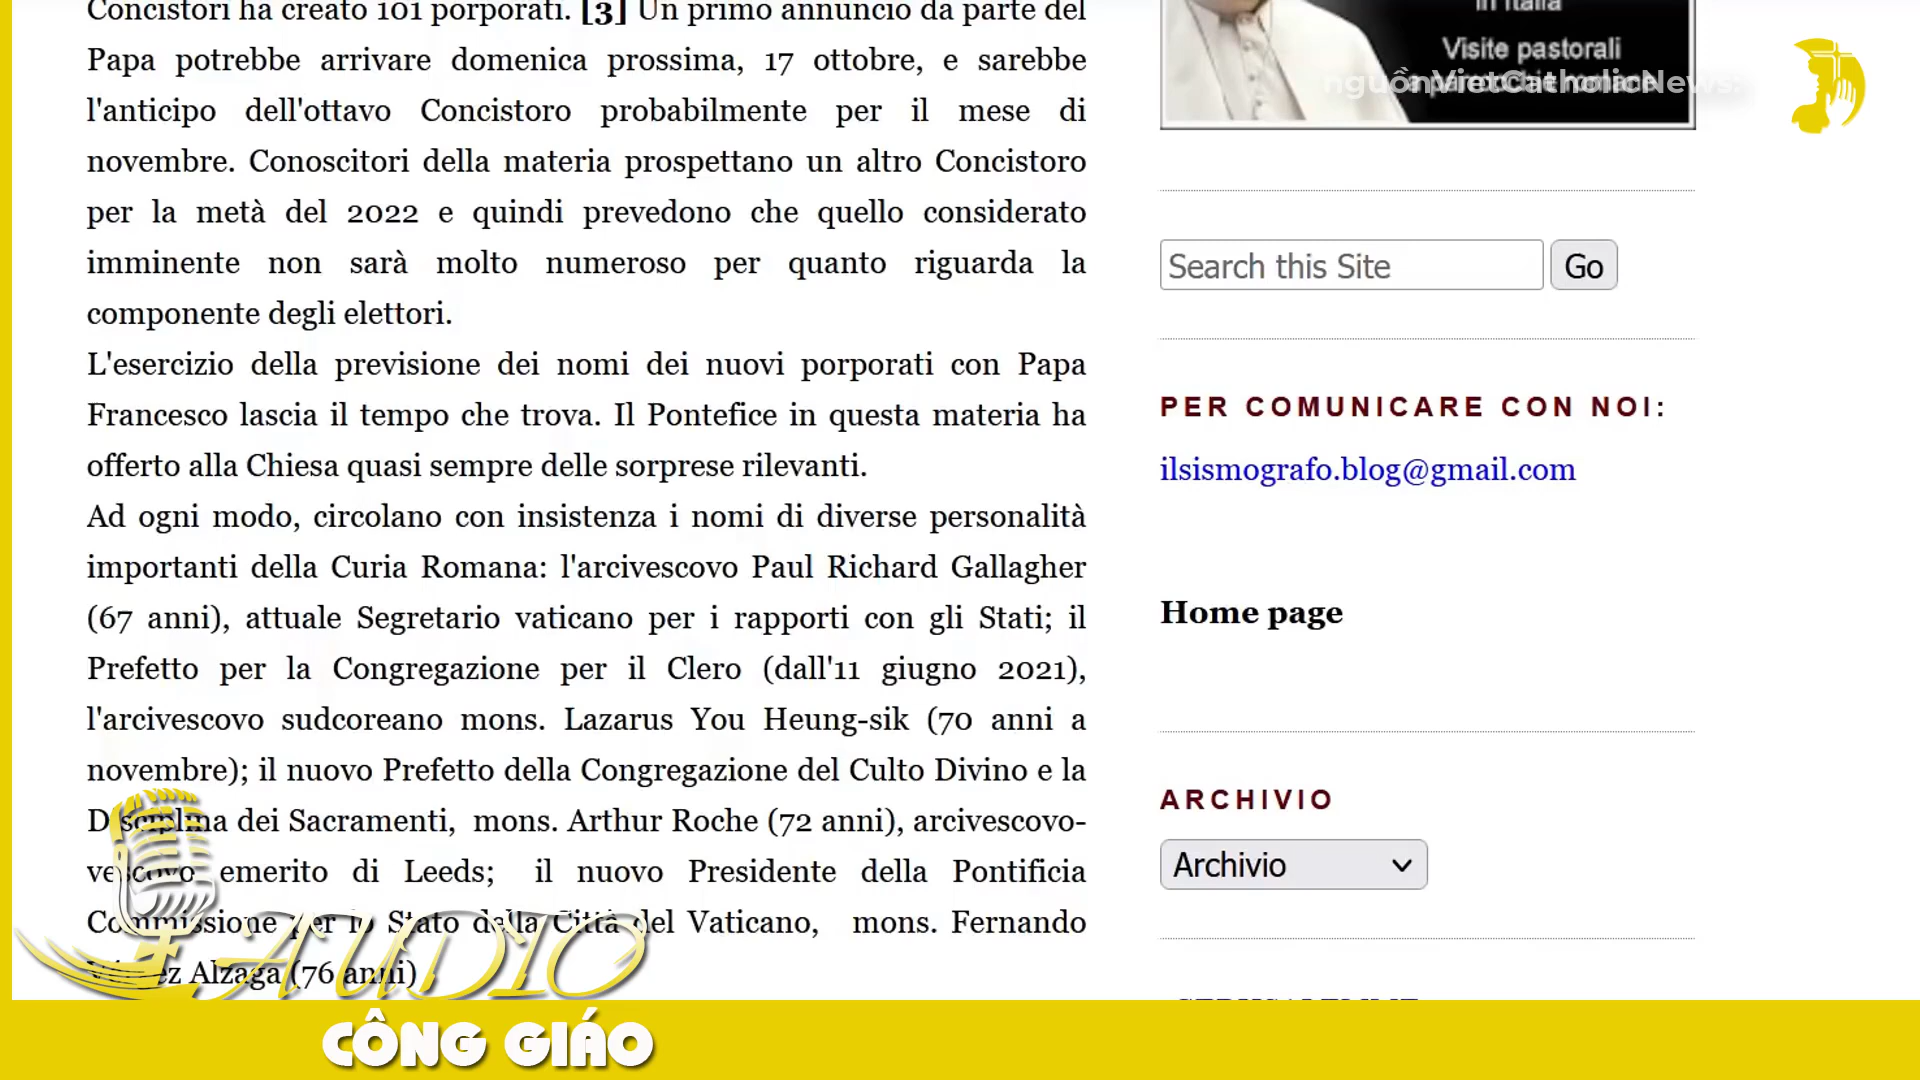 Concistori ha creato 101 porporati. [3] Un primo annuncio da parte del
Papa potrebbe arrivare domenica prossima, 17 ottobre, e sarebbe
l'anticipo dell'ottavo Concistoro probabilmente per il mese di
novembre. Conoscitori della materia prospettano un altro Concistoro
per la metà del 2022 e quindi prevedono che quello considerato
imminente non sarà molto numeroso per quanto riguarda la
componente degli elettori.
L'esercizio della previsione dei nomi dei nuovi porporati con Papa
Francesco lascia il tempo che trova. Il Pontefice in questa materia ha
offerto alla Chiesa quasi sempre delle sorprese rilevanti.
Ad ogni modo, circolano con insistenza i nomi di diverse personalità
importanti della Curia Romana: l'arcivescovo Paul Richard Gallagher
(67 anni), attuale Segretario vaticano per i rapporti con gli Stati; il
Prefetto per la Congregazione per il Clero (dall'11 giugno 2021),
l'arcivescovo sudcoreano mons. Lazarus You Heung-sik (70 anni a
novembre); il nuovo Prefetto della Congregazione del Culto Divino e la
Disciplina dei Sacramenti, mons. Arthur Roche (72 anni), arcivescovo-
vescovo emerito di Leeds; il nuovo Presidente della Pontificia
Commissione per lo Stato della Città del Vaticano, mons. Fernando
Alzaga (76 anni)
in Italia
Visite pastorali
nguồn VietCatholicNews
Search this Site
Go
PER COMUNICARE CON NOI:
ilsismografo.blog@gmail.com
Home page
ARCHIVIO
Archivio
AUDIO
CÔNG GIÁO